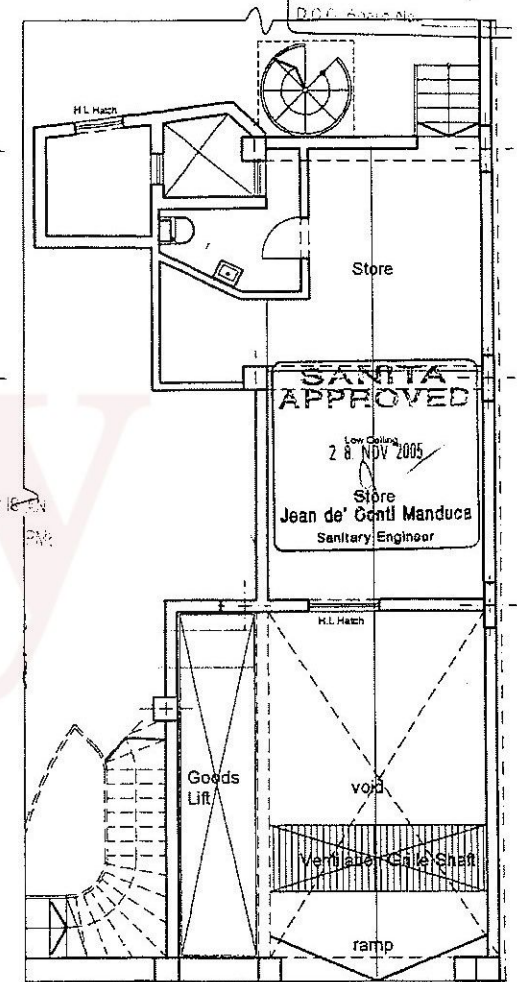 D.O.C.
H.L Hatch
Store
SANITA
APPROVED
Low Ceiling
28 NOV 2005
Store
Jean de' Conti Manduca
Sanitary Engineer
H.L Hatch
Goods
Lift
void
Ventilation Grille Shaft
ramp